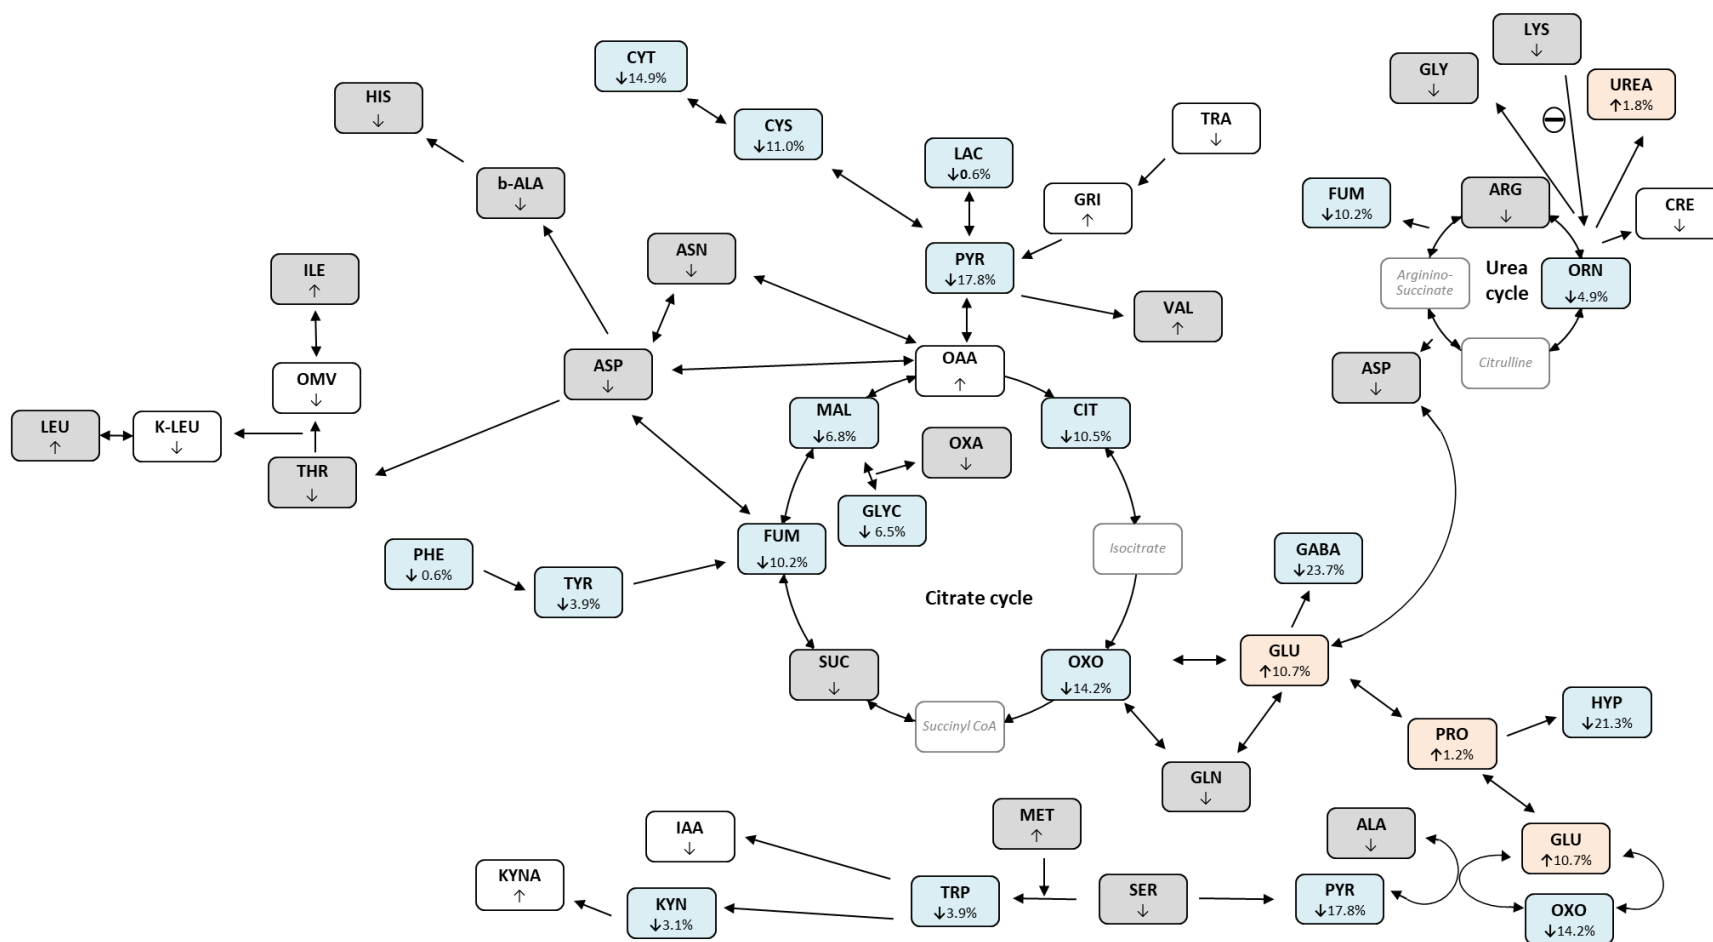 LYS
↓
CYT
↓14.9%
GLY
↓
UREA
↑1.8%
HIS
↓
CYS
↓11.0%
TRA
↓
LAC
↓0.6%
b-ALA
↓
GRI
↑
FUM
↓10.2%
ARG
↓
CRE
↓
ASN
↓
PYR
↓17.8%
ILE
↑
Arginino-
Succinate
Urea
cycle
ORN
↓4.9%
VAL
↑
ASP
↓
OAA
↑
Citrulline
ASP
↓
OMV
↓
MAL
↓6.8%
CIT
↓10.5%
LEU
↑
K-LEU
↓
OXA
↓
THR
↓
GLYC
↓ 6.5%
FUM
↓10.2%
Isocitrate
GABA
↓23.7%
PHE
↓ 0.6%
TYR
↓3.9%
Citrate cycle
SUC
↓
OXO
↓14.2%
GLU
↑10.7%
Succinyl CoA
HYP
↓21.3%
PRO
↑1.2%
GLN
↓
MET
↑
IAA
↓
ALA
↓
GLU
↑10.7%
KYNA
↑
KYN
↓3.1%
TRP
↓3.9%
SER
↓
PYR
↓17.8%
OXO
↓14.2%